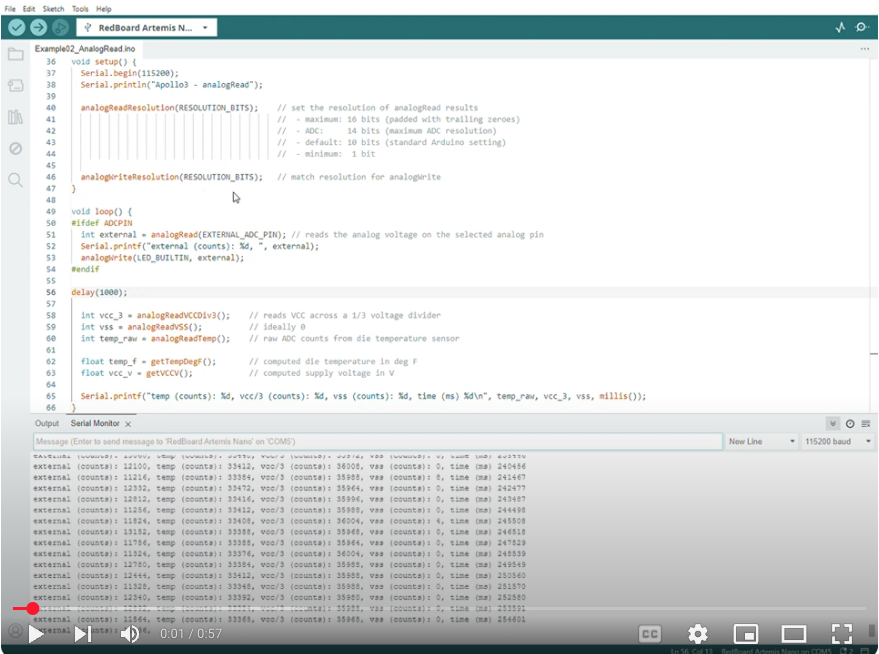 File Edit Sketch Tools Help
RedBoard Artemis N...
Example02_AnalogRead.ino
36 void setup() {
37 Serial.begin(115200);
38 Serial.println("Apollo3 - analogRead");
39
40 analogReadResolution(RESOLUTION_BITS); // set the resolution of analogRead results
41 // - maximum: 16 bits (padded with trailing zeroes)
42 // - ADC: 14 bits (maximum ADC resolution)
43 // - default: 10 bits (standard Arduino setting)
44 // - minimum: 1 bit
45
46 analogWriteResolution(RESOLUTION_BITS); // match resolution for analogWrite
47 }
48
49 void loop() {
50 #ifdef ADCPIN
51 int external = analogRead(EXTERNAL_ADC_PIN); // reads the analog voltage on the selected analog pin
52 Serial.printf("external (counts): %d, ", external);
53 analogWrite(LED_BUILTIN, external);
54 #endif
55
56 delay(1000);
57
58 int vcc_3 = analogReadVCCDiv3(); // reads VCC across a 1/3 voltage divider
59 int vss = analogReadVSS(); // ideally 0
60 int temp_raw = analogReadTemp(); // raw ADC counts from die temperature sensor
61
62 float temp_f = getTempDegF(); // computed die temperature in deg F
63 float vcc_v = getVCCV(); // computed supply voltage in V
64
65 Serial.printf("temp (counts): %d, vcc/3 (counts): %d, vss (counts): %d, time (ms) %d\n", temp_raw, vcc_3, vss, millis());
66 }
Output Serial Monitor x
Message (Enter to send message to 'RedBoard Artemis Nano' on 'COM5') New Line 115200 baud
external (counts): 12100, temp (counts): 33412, vcc/3 (counts): 36008, vss (counts): 0, time (ms) 240456
external (counts): 11216, temp (counts): 33384, vcc/3 (counts): 35988, vss (counts): 8, time (ms) 241467
external (counts): 12332, temp (counts): 33472, vcc/3 (counts): 35964, vss (counts): 0, time (ms) 242477
external (counts): 12812, temp (counts): 33416, vcc/3 (counts): 35996, vss (counts): 0, time (ms) 243487
external (counts): 11256, temp (counts): 33412, vcc/3 (counts): 35988, vss (counts): 0, time (ms) 244498
external (counts): 11824, temp (counts): 33408, vcc/3 (counts): 36004, vss (counts): 4, time (ms) 245508
external (counts): 13152, temp (counts): 33388, vcc/3 (counts): 35968, vss (counts): 0, time (ms) 246518
external (counts): 11786, temp (counts): 33388, vcc/3 (counts): 35964, vss (counts): 0, time (ms) 247529
external (counts): 11324, temp (counts): 33376, vcc/3 (counts): 36004, vss (counts): 0, time (ms) 248539
external (counts): 12780, temp (counts): 33384, vcc/3 (counts): 35988, vss (counts): 0, time (ms) 249549
external (counts): 12444, temp (counts): 33412, vcc/3 (counts): 35988, vss (counts): 0, time (ms) 250560
external (counts): 11328, temp (counts): 33348, vcc/3 (counts): 35988, vss (counts): 0, time (ms) 251570
external (counts): 12340, temp (counts): 33392, vcc/3 (counts): 35980, vss (counts): 0, time (ms) 252580
(counts): temp (counts): vcc/3 (counts): vss (counts): 0, time (ms) 253591
external (counts): 11564, temp (counts): 33368, vcc/3 (counts): 35968, vss (counts): 0, time (ms) 254601
0:01 / 0:57
CC
Ln 56, Col 13 RedBoard Artemis Nano on COM5 2